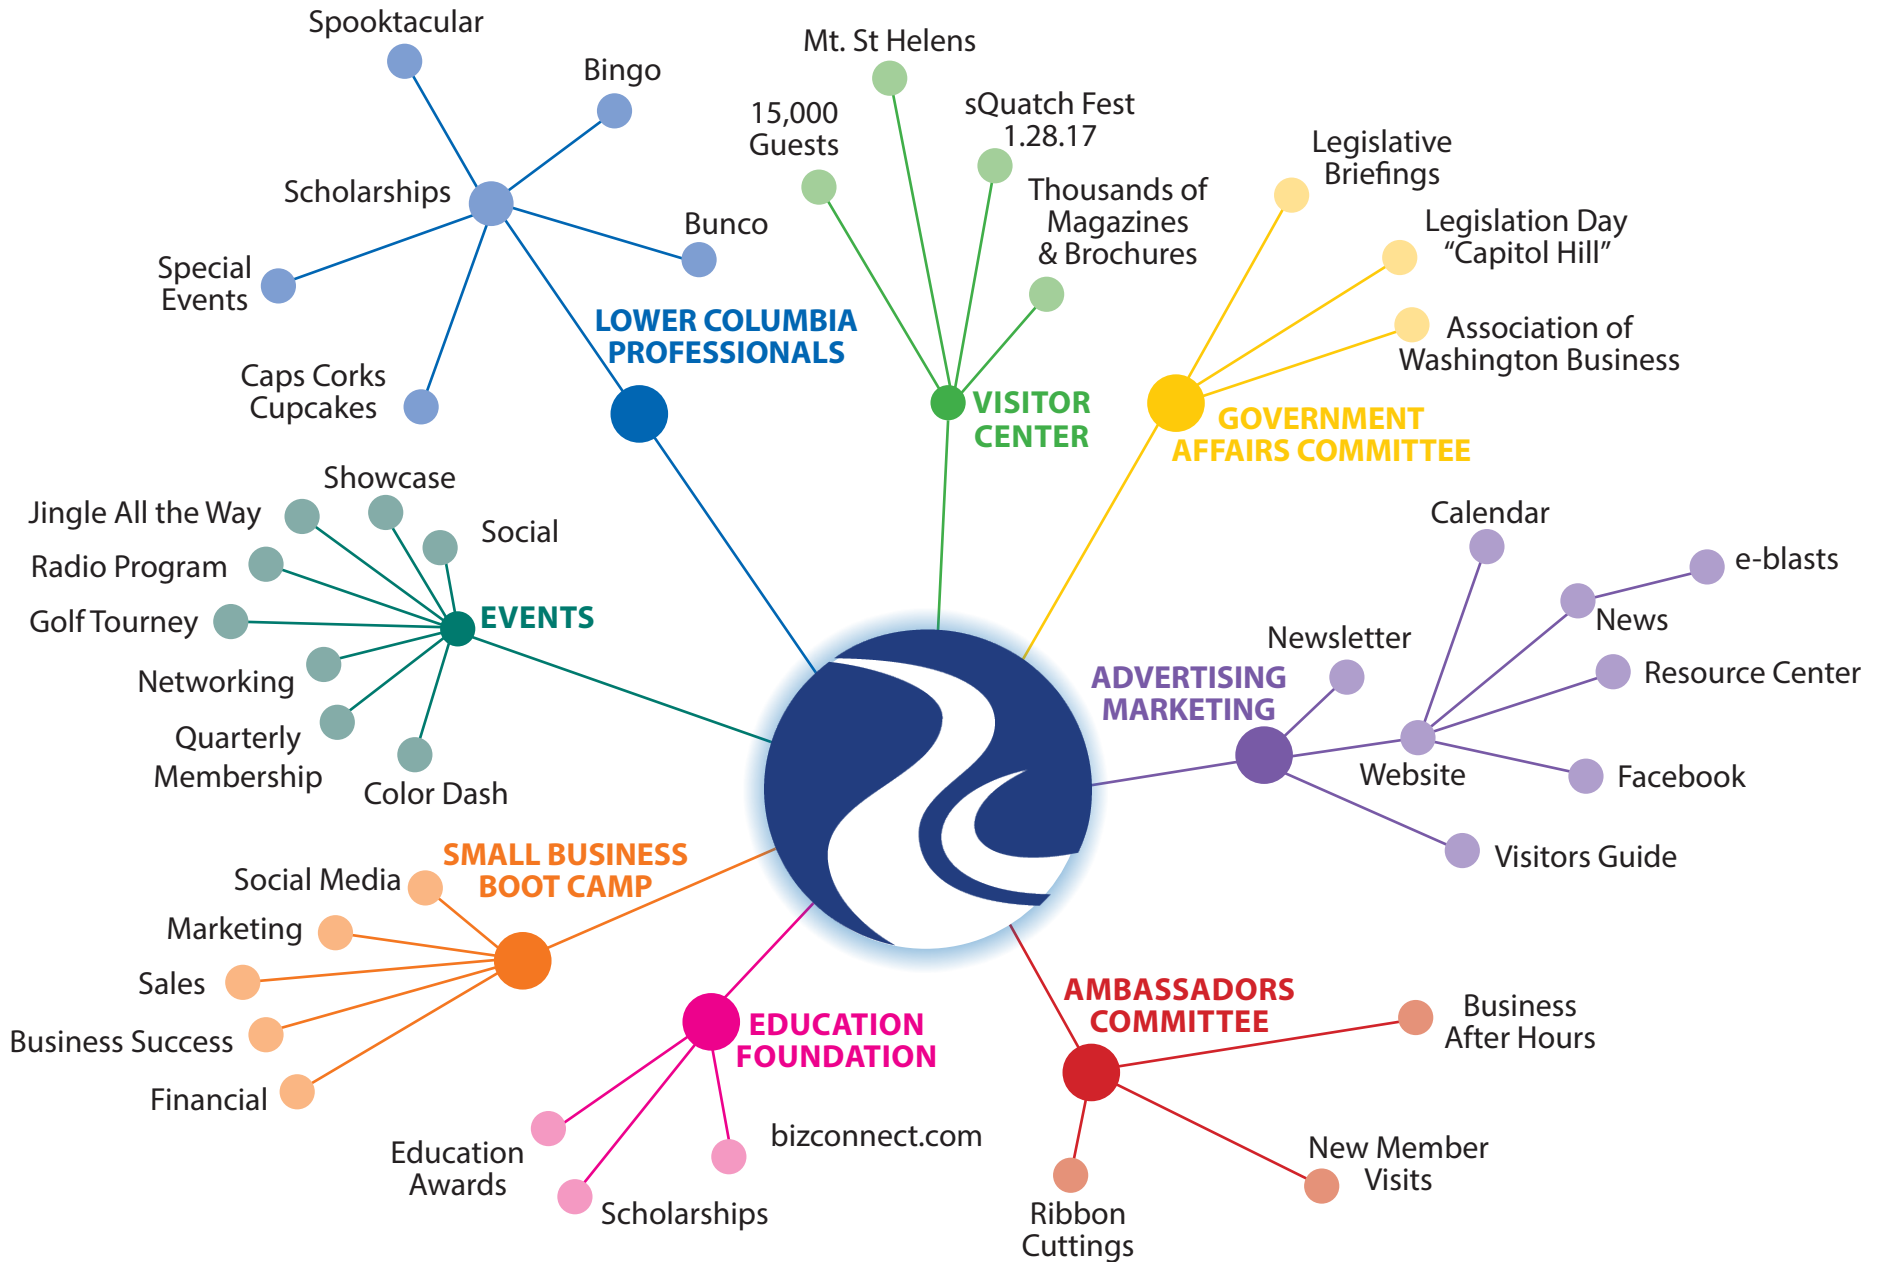 Spooktacular
Bingo
Scholarships
Bunco
Special
Events
Caps Corks
Cupcakes
LOWER COLUMBIA
PROFESSIONALS
Mt. St Helens
15,000
Guests
sQuatch Fest
1.28.17
Thousands of
Magazines
& Brochures
VISITOR
CENTER
Legislative
Briefings
Legislation Day
“Capitol Hill”
Association of
Washington Business
GOVERNMENT
AFFAIRS COMMITTEE
Showcase
Jingle All the Way
Social
Radio Program
Golf Tourney
EVENTS
Networking
Quarterly
Membership
Color Dash
Calendar
e-blasts
News
Newsletter
Resource Center
ADVERTISING
MARKETING
Website
Facebook
Visitors Guide
SMALL BUSINESS
BOOT CAMP
Social Media
Marketing
Sales
Business Success
Financial
EDUCATION
FOUNDATION
Education
Awards
Scholarships
bizconnect.com
AMBASSADORS
COMMITTEE
Business
After Hours
New Member
Visits
Ribbon
Cuttings